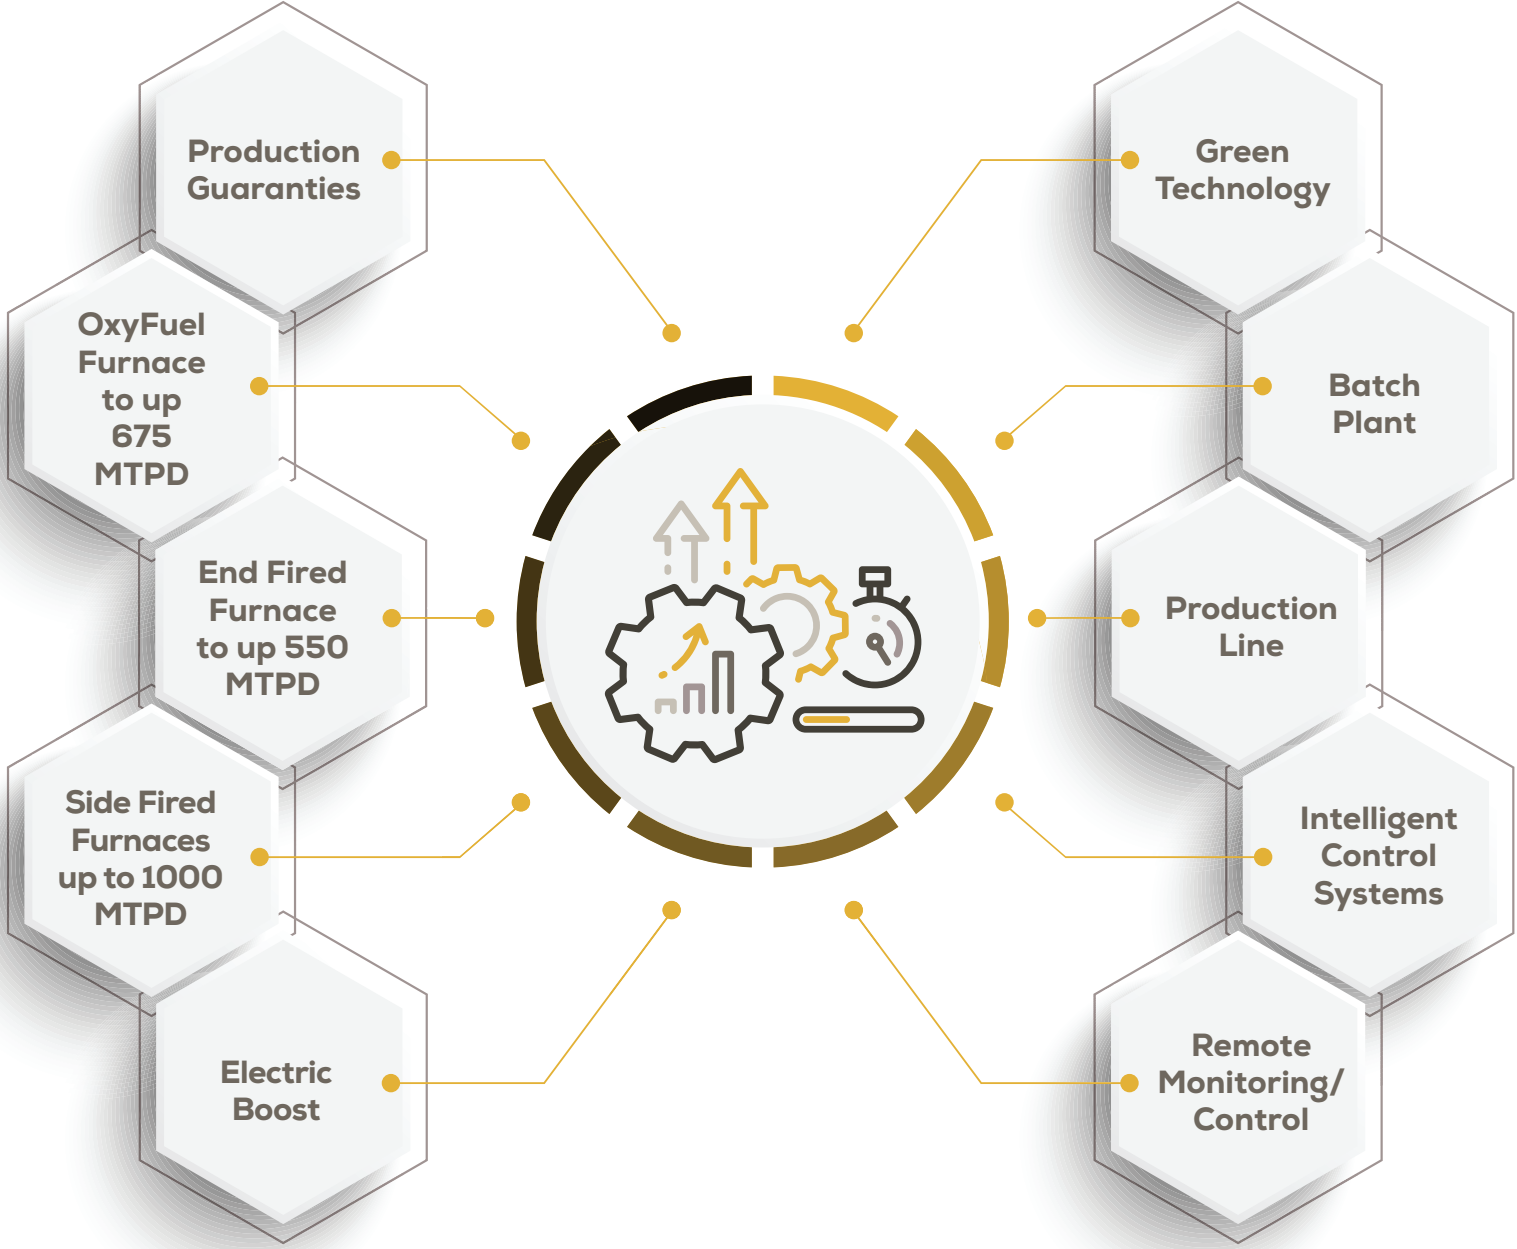 Production
Guaranties
OxyFuel
Furnace
to up
675
MTPD
End Fired
Furnace
to up 550
MTPD
Side Fired
Furnaces
up to 1000
MTPD
Electric
Boost
Green
Technology
Batch
Plant
Production
Line
Intelligent
Control
Systems
Remote
Monitoring/
Control